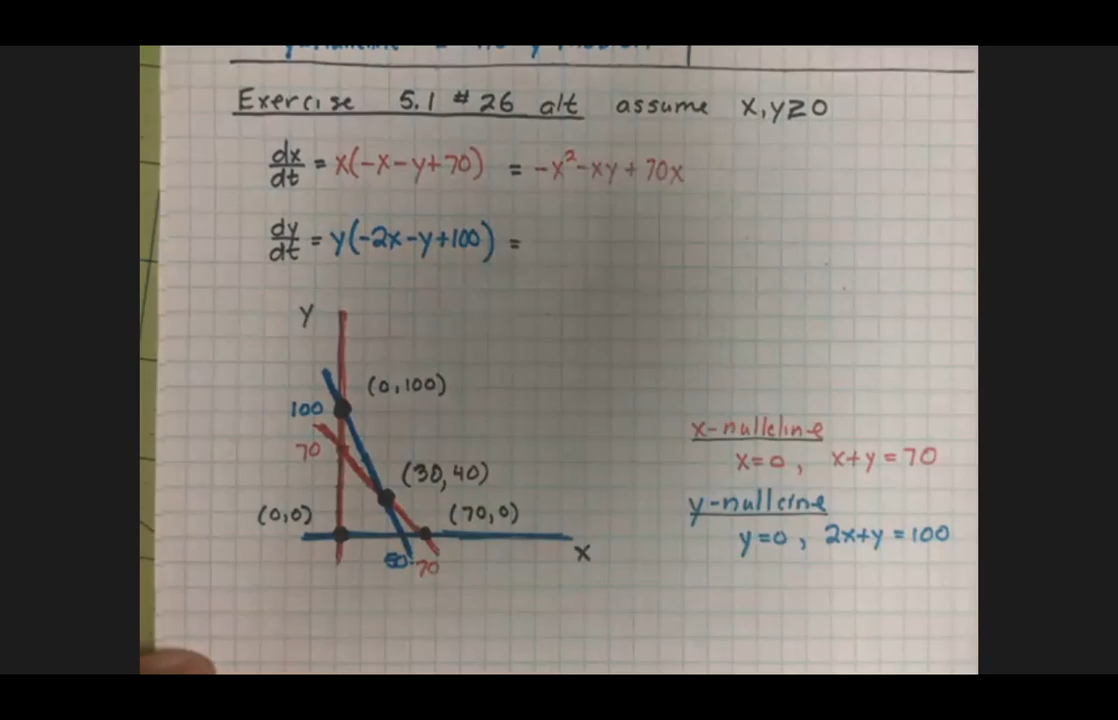 Exercise 5.1 #26 alt assume x,y≥0
dx/dt = x(-x-y+70) = -x²-xy+70x
dy/dt = y(-2x-y+100) =
y
(0,100)
100
70
(30,40)
(0,0)
(70,0)
x
50
70
x-nullcline
x=0, x+y=70
y-nullcine
y=0, 2x+y=100